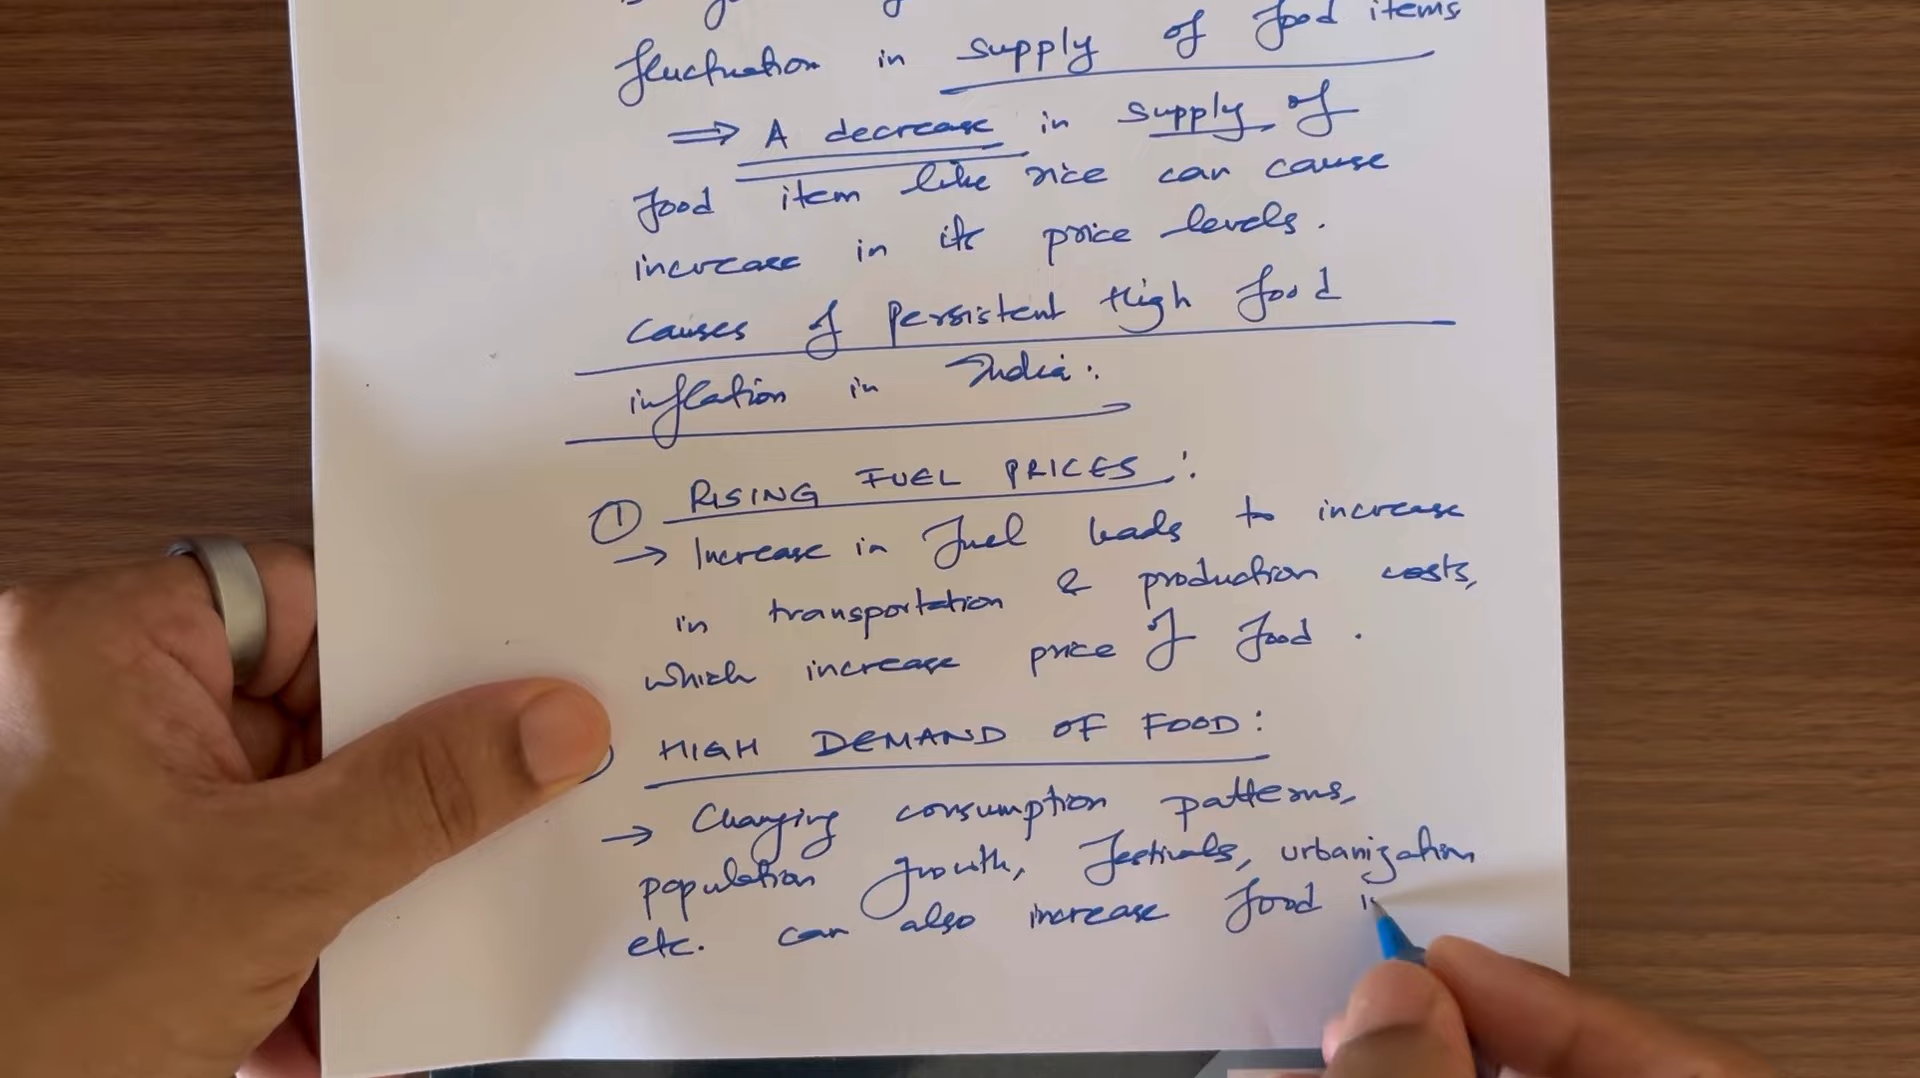 fluctuation in supply of food items
⇒ A decrease in supply of
food item like rice can cause
increase in its price levels.
causes of Persistent High food
inflation in India:
① RISING FUEL PRICES:
→ Increase in fuel leads to increase
in transportation & production costs,
which increase price of food.
HIGH DEMAND OF FOOD:
→ Changing consumption patterns,
population growth, festivals, urbanization
etc. can also increase food